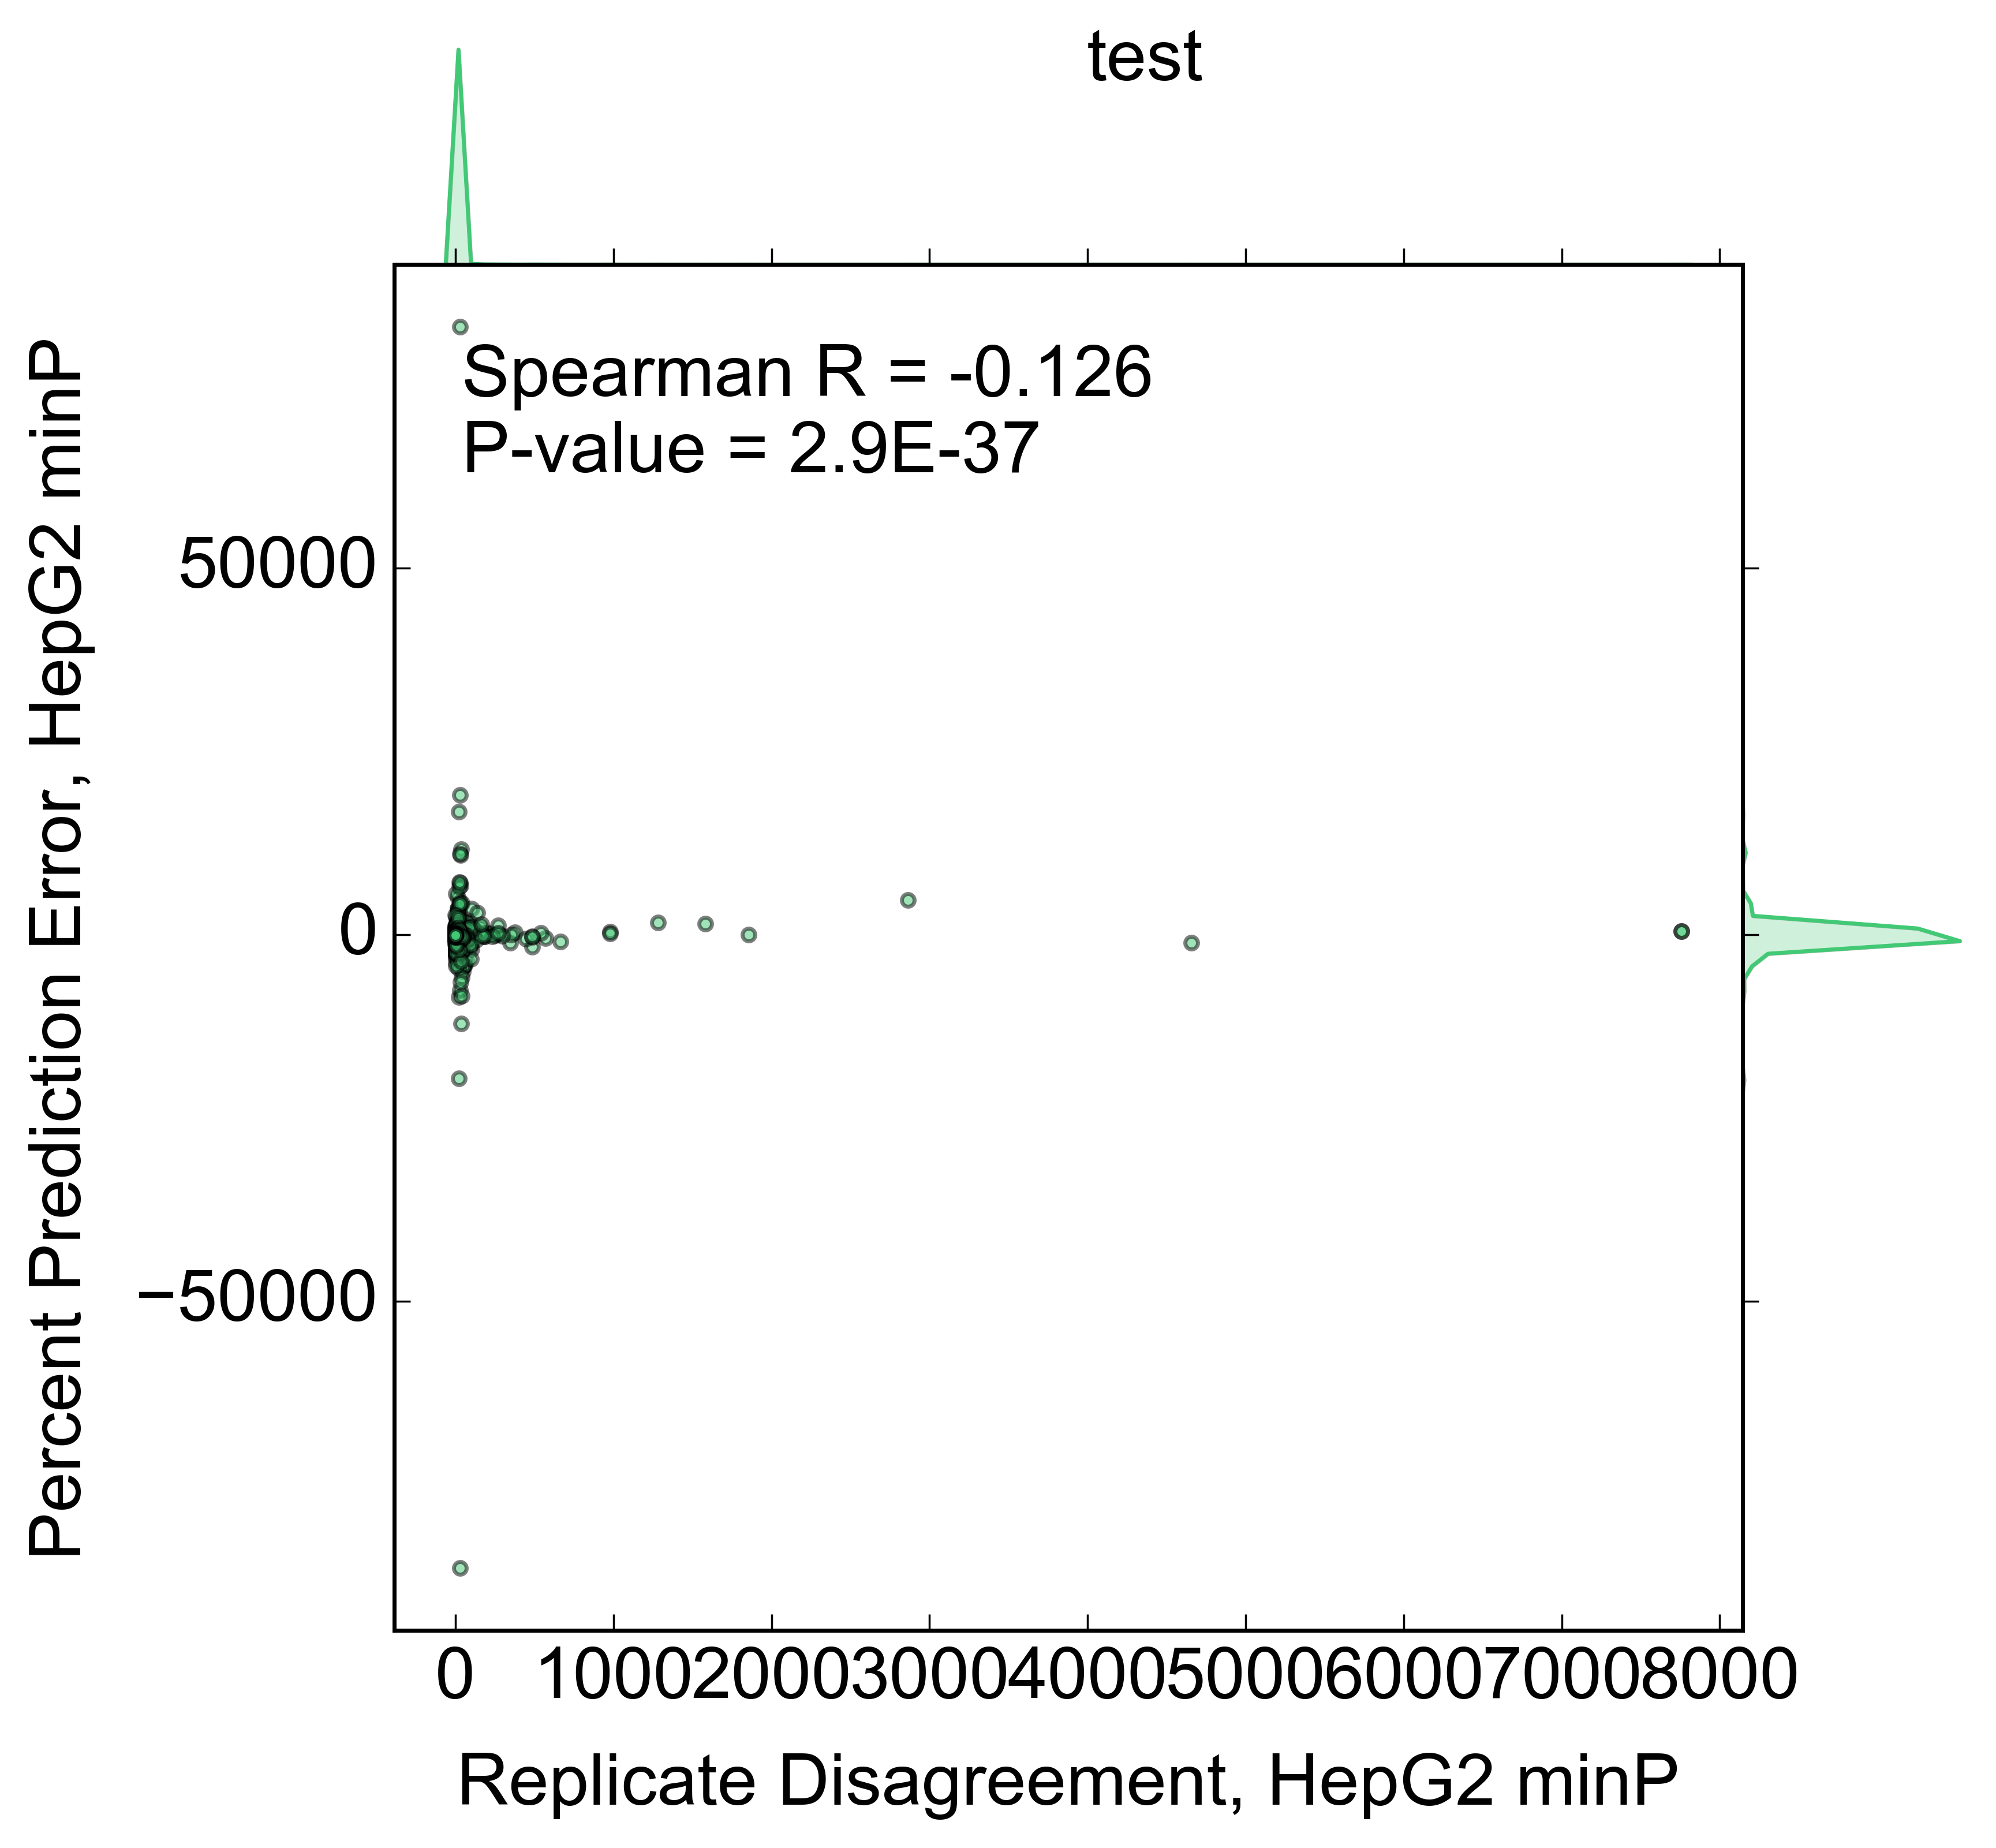 test
Spearman R = -0.126
P-value = 2.9E-37
Percent Prediction Error, HepG2 minP
50000
0
−50000
0 1000 2000 3000 4000 5000 6000 7000 8000
Replicate Disagreement, HepG2 minP